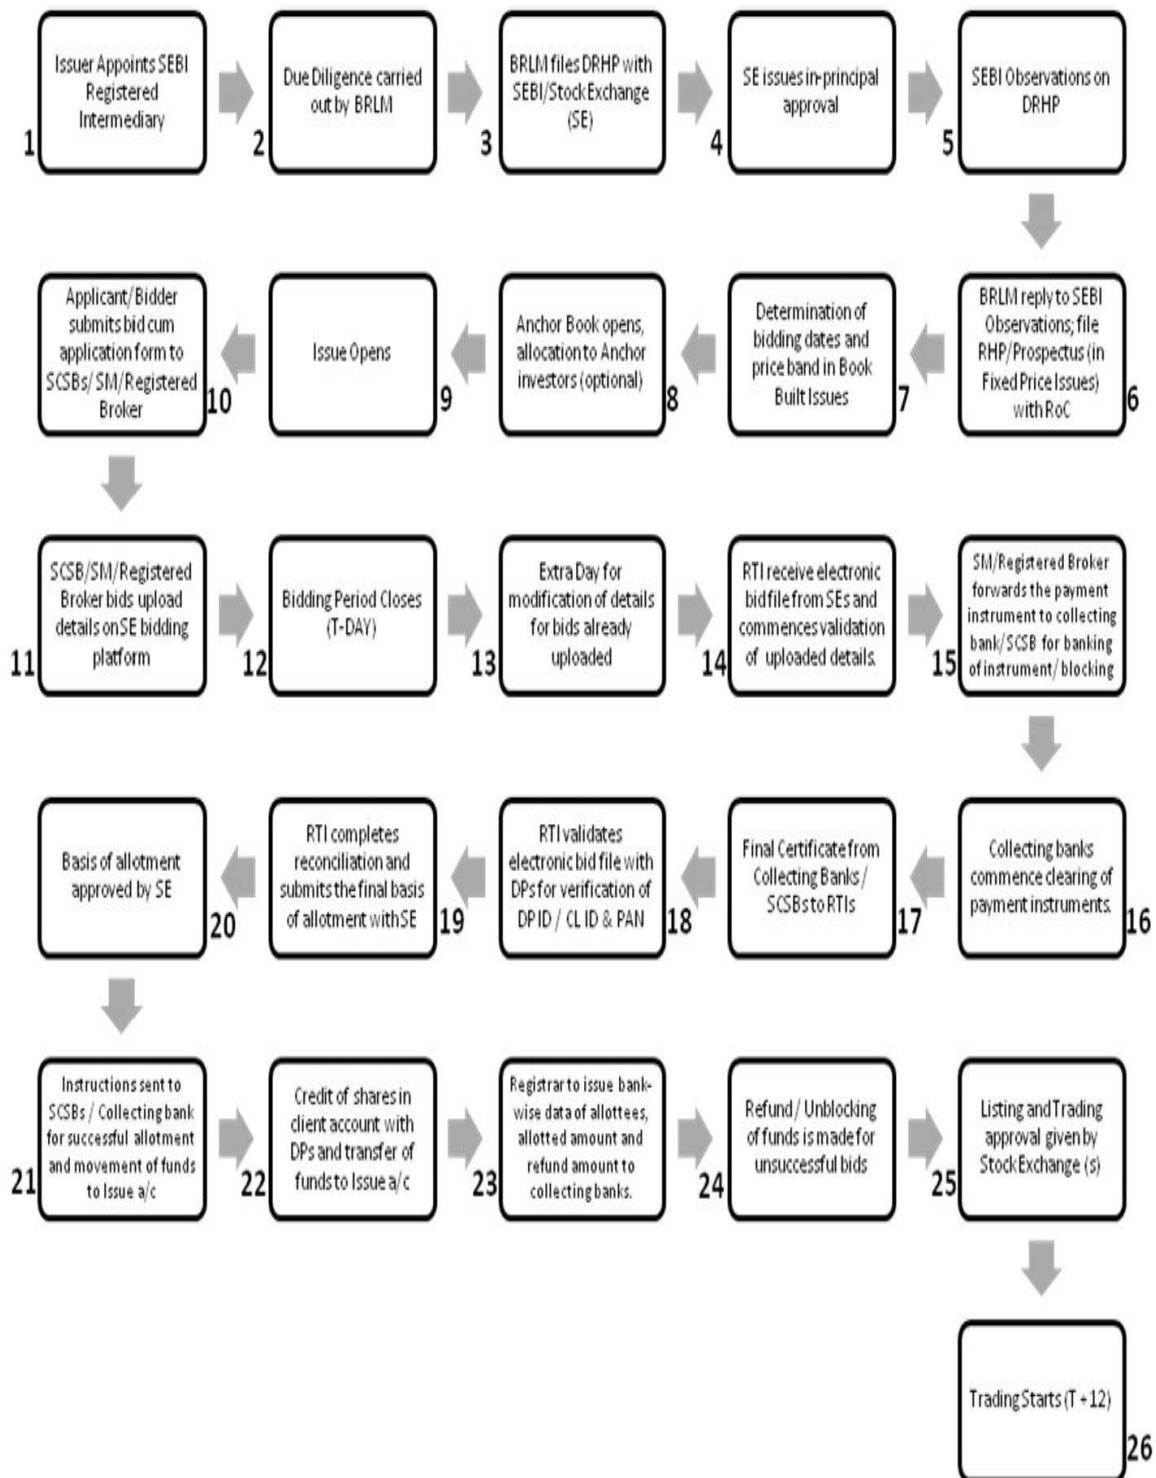 Issuer Appoints SEBI
Registered
Intermediary
1
Due Diligence carried
out by BRLM
2
BRLM files DRHP with
SEBI/Stock Exchange
(SE)
3
SE issues in-principal
approval
4
SEBI Observations on
DRHP
5
BRLM reply to SEBI
Observations; file
RHP/Prospectus (in
Fixed Price Issues)
with RoC
6
Determination of
bidding dates and
price band in Book
Built Issues
7
Anchor Book opens,
allocation to Anchor
investors (optional)
8
Issue Opens
9
Applicant/Bidder
submits bid cum
application form to
SCSBs/ SM/Registered
Broker
10
SCSB/SM/Registered
Broker bids upload
details on SE bidding
platform
11
Bidding Period Closes
(T-DAY)
12
Extra Day for
modification of details
for bids already
uploaded
13
RTI receive electronic
bid file from SEs and
commences validation
of uploaded details.
14
SM/Registered Broker
forwards the payment
instrument to collecting
bank/SCSB for banking
of instrument/ blocking
15
Collecting banks
commence clearing of
payment instruments.
16
Final Certificate from
Collecting Banks /
SCSBs to RTIs
17
RTI validates
electronic bid file with
DPs for verification of
DP ID / CL ID & PAN
18
RTI completes
reconciliation and
submits the final basis
of allotment with SE
19
Basis of allotment
approved by SE
20
Instructions sent to
SCSBs / Collecting bank
for successful allotment
and movement of funds
to Issue a/c
21
Credit of shares in
client account with
DPs and transfer of
funds to Issue a/c
22
Registrar to issue bank-
wise data of allottees,
allotted amount and
refund amount to
collecting banks.
23
Refund / Unblocking
of funds is made for
unsuccessful bids
24
Listing and Trading
approval given by
Stock Exchange (s)
25
Trading Starts (T + 12)
26